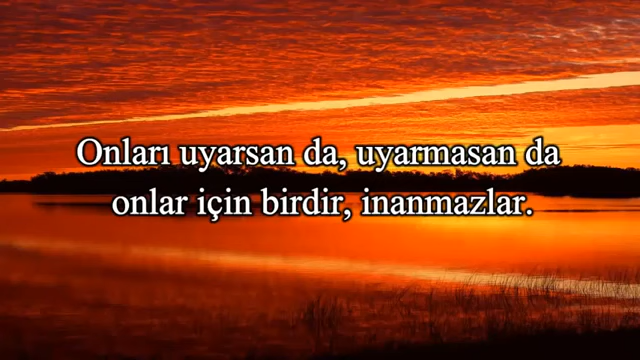 Onları uyarsan da, uyarmasan da
onlar için birdir, inanmazlar.